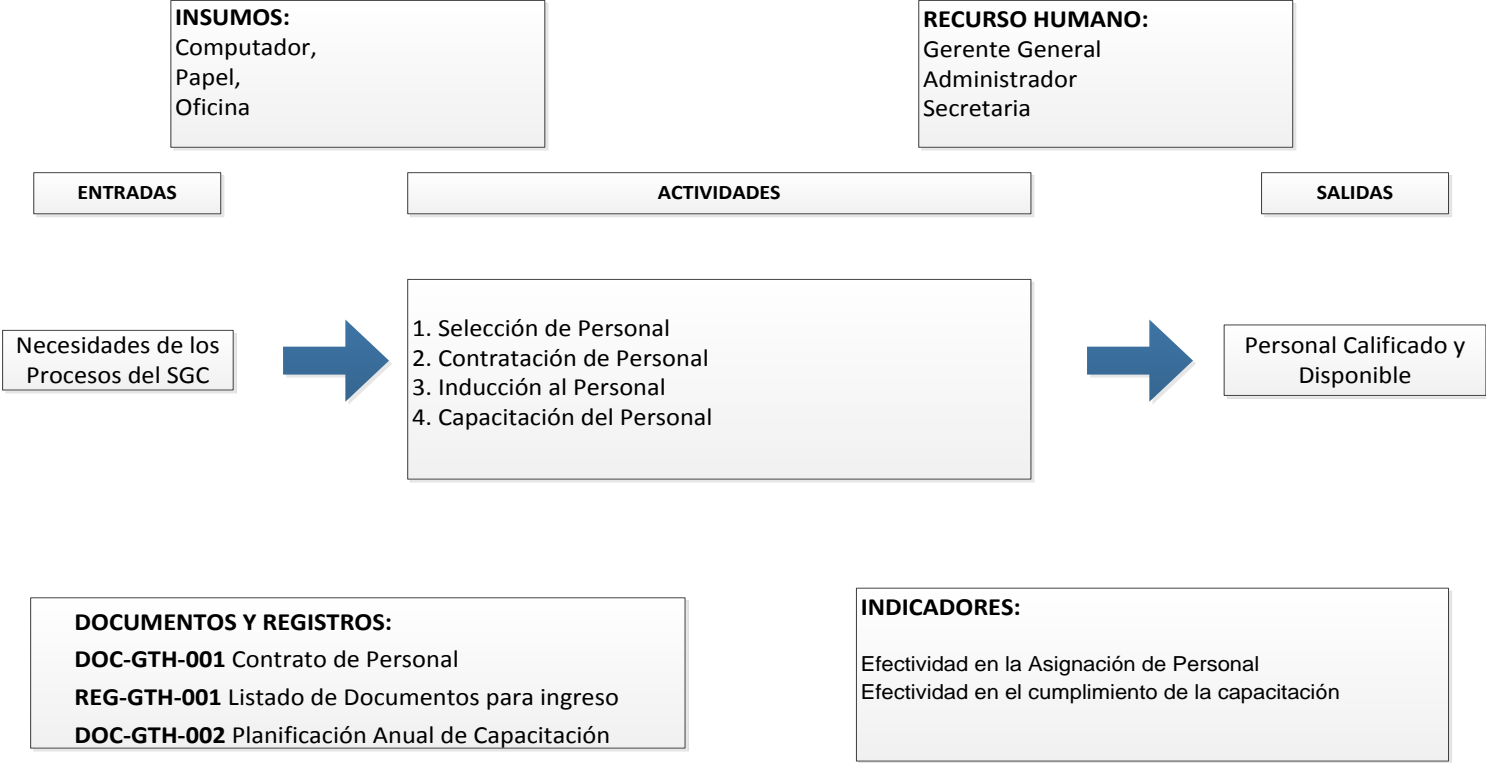 INSUMOS:
Computador,
Papel,
Oficina
RECURSO HUMANO:
Gerente General
Administrador
Secretaria
ENTRADAS
ACTIVIDADES
SALIDAS
Necesidades de los
Procesos del SGC
1. Selección de Personal
2. Contratación de Personal
3. Inducción al Personal
4. Capacitación del Personal
Personal Calificado y
Disponible
DOCUMENTOS Y REGISTROS:
DOC-GTH-001 Contrato de Personal
REG-GTH-001 Listado de Documentos para ingreso
DOC-GTH-002 Planificación Anual de Capacitación
INDICADORES:
Efectividad en la Asignación de Personal
Efectividad en el cumplimiento de la capacitación